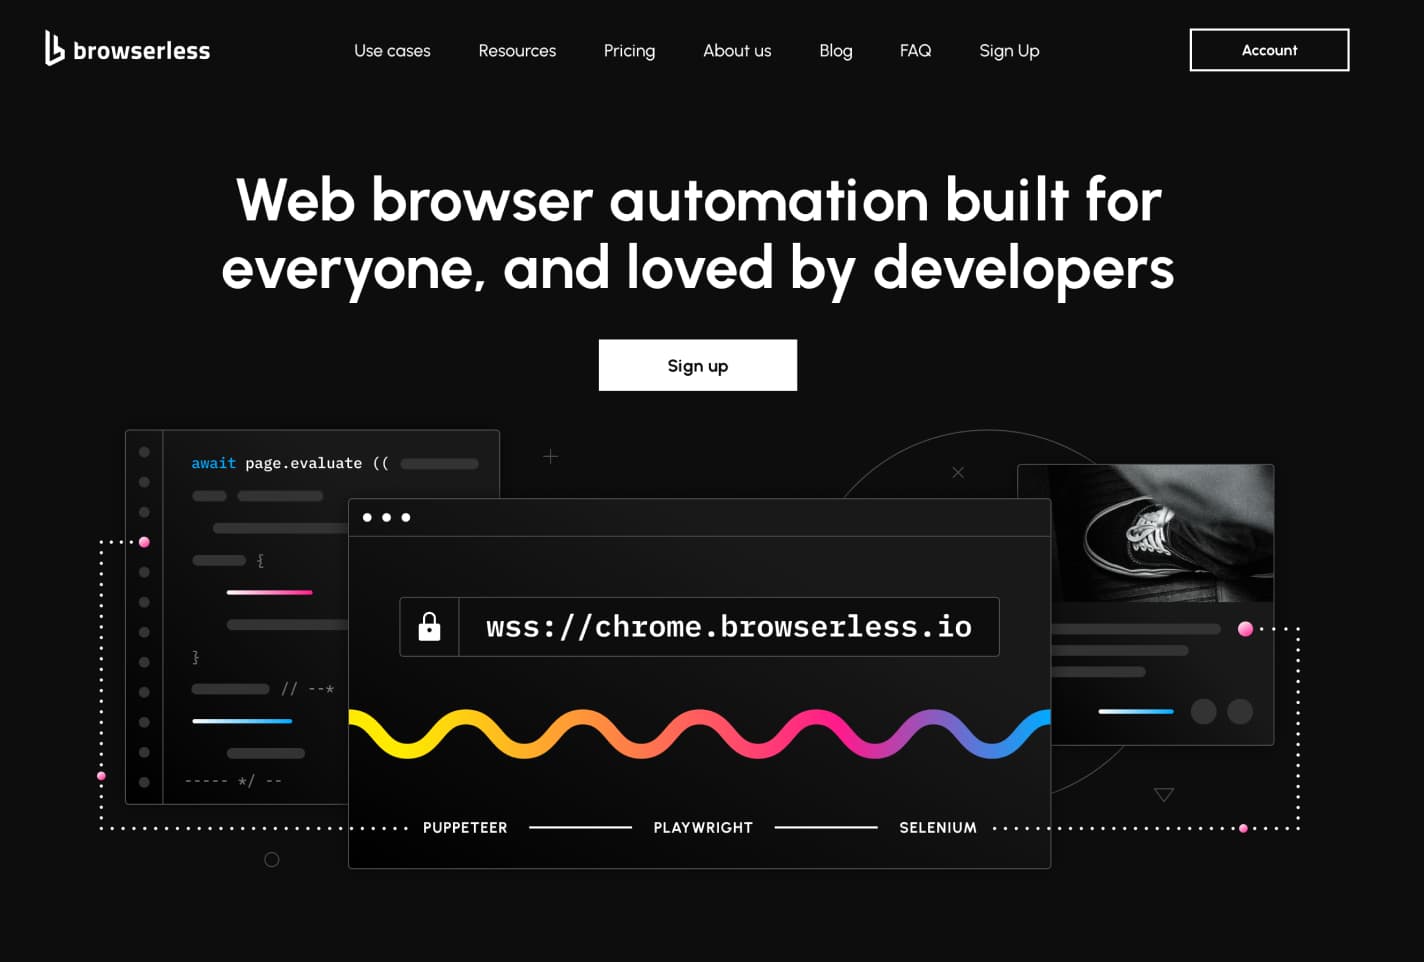 browserless
Use cases
Resources
Pricing
About us
Blog
FAQ
Sign Up
Account
Web browser automation built for
everyone, and loved by developers
Sign up
await page.evaluate ((
{
}
// --*
----- */ --
wss://chrome.browserless.io
PUPPETEER
PLAYWRIGHT
SELENIUM